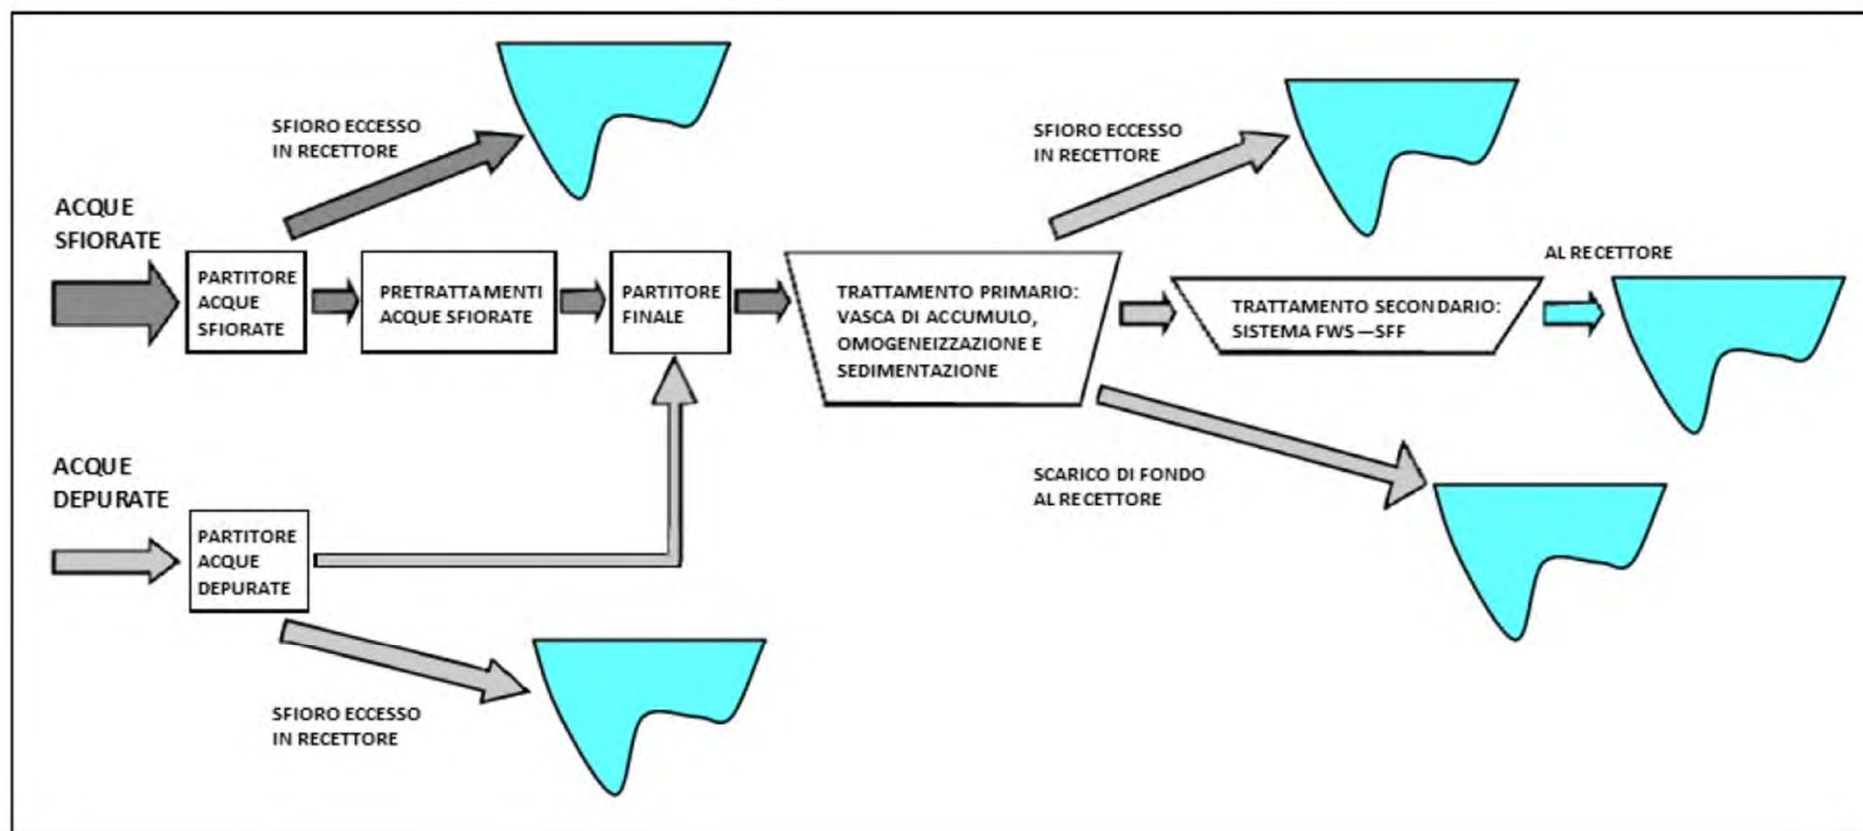 SFIORO ECCESSO
IN RECETTORE
SFIORO ECCESSO
IN RECETTORE
ACQUE
SFIORATE
PARTITORE
ACQUE
SFIORATE
PRETRATTAMENTI
ACQUE SFIORATE
PARTITORE
FINALE
TRATTAMENTO PRIMARIO:
VASCA DI ACCUMULO,
OMOGENEIZZAZIONE E
SEDIMENTAZIONE
TRATTAMENTO SECONDARIO:
SISTEMA FWS—SFF
AL RECETTORE
ACQUE
DEPURATE
PARTITORE
ACQUE
DEPURATE
SCARICO DI FONDO
AL RECETTORE
SFIORO ECCESSO
IN RECETTORE